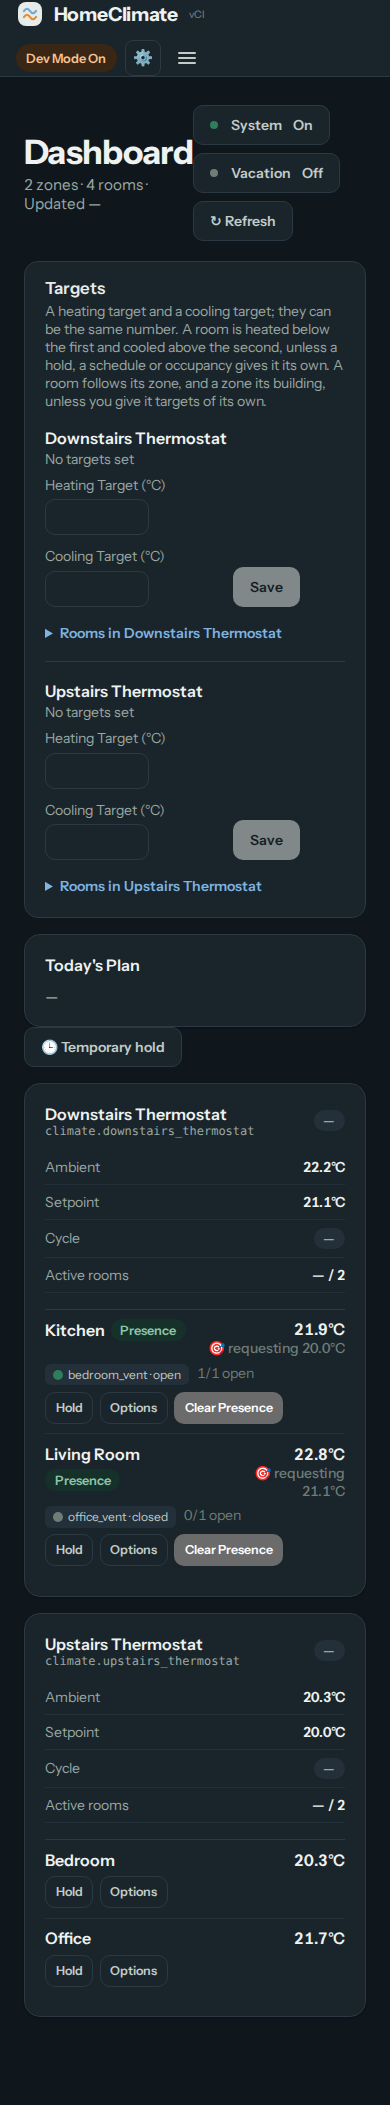 HomeClimate vCI
Dev Mode On
Dashboard
2 zones · 4 rooms ·
Updated —
System On
Vacation Off
↻ Refresh
Targets
A heating target and a cooling target; they can
be the same number. A room is heated below
the first and cooled above the second, unless a
hold, a schedule or occupancy gives it its own. A
room follows its zone, and a zone its building,
unless you give it targets of its own.
Downstairs Thermostat
No targets set
Heating Target (°C)
Cooling Target (°C)
Save
▶ Rooms in Downstairs Thermostat
Upstairs Thermostat
No targets set
Heating Target (°C)
Cooling Target (°C)
Save
▶ Rooms in Upstairs Thermostat
Today's Plan
—
🕒 Temporary hold
Downstairs Thermostat —
climate.downstairs_thermostat
Ambient 22.2°C
Setpoint 21.1°C
Cycle —
Active rooms — / 2
Kitchen Presence 21.9°C
🎯 requesting 20.0°C
bedroom_vent · open 1/1 open
Hold Options Clear Presence
Living Room 22.8°C
Presence 🎯 requesting
21.1°C
office_vent · closed 0/1 open
Hold Options Clear Presence
Upstairs Thermostat —
climate.upstairs_thermostat
Ambient 20.3°C
Setpoint 20.0°C
Cycle —
Active rooms — / 2
Bedroom 20.3°C
Hold Options
Office 21.7°C
Hold Options